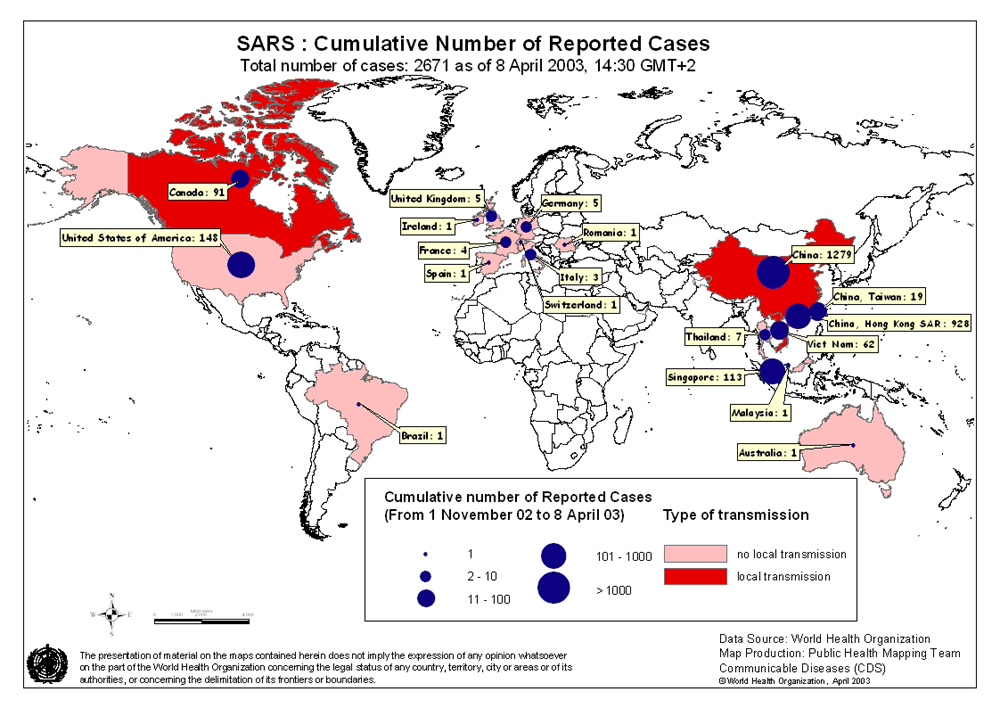 SARS : Cumulative Number of Reported Cases
Total number of cases: 2671 as of 8 April 2003, 14:30 GMT+2
Canada: 91
United States of America: 148
United Kingdom: 5
Germany: 5
Ireland: 1
Romania: 1
France: 4
Spain: 1
Italy: 3
Switzerland: 1
China: 1279
China, Taiwan: 19
China, Hong Kong SAR: 928
Thailand: 7
Viet Nam: 62
Singapore: 113
Malaysia: 1
Brazil: 1
Australia: 1
Cumulative number of Reported Cases
(From 1 November 02 to 8 April 03)
1
2 - 10
11 - 100
101 - 1000
> 1000
Type of transmission
no local transmission
local transmission
N
W E
S
The presentation of material on the maps contained herein does not imply the expression of any opinion whatsoever
on the part of the World Health Organization concerning the legal status of any country, territory, city or areas or of its
authorities, or concerning the delimitation of its frontiers or boundaries.
Data Source: World Health Organization
Map Production: Public Health Mapping Team
Communicable Diseases (CDS)
©World Health Organization, April 2003